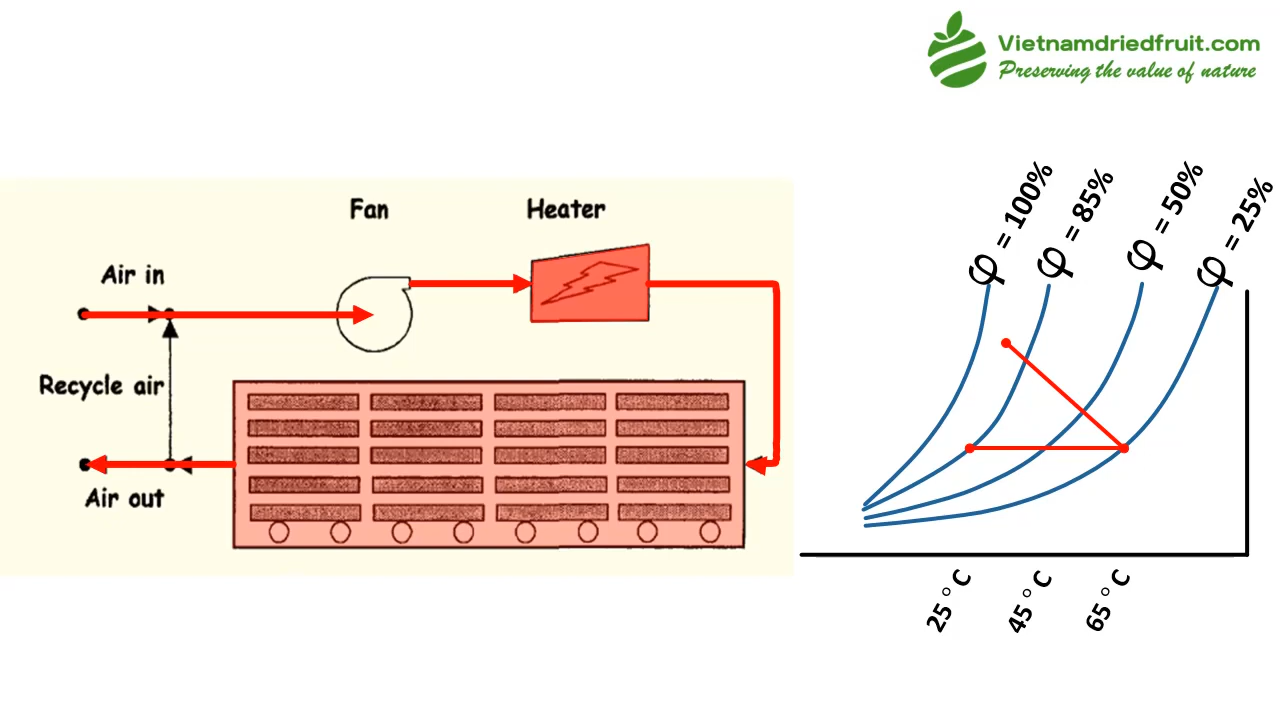 Vietnamdriedfruit.com
Preserving the value of nature
Fan
Heater
Air in
Recycle air
Air out
φ = 100%
φ = 85%
φ = 50%
φ = 25%
25 ° C
45 ° C
65 ° C